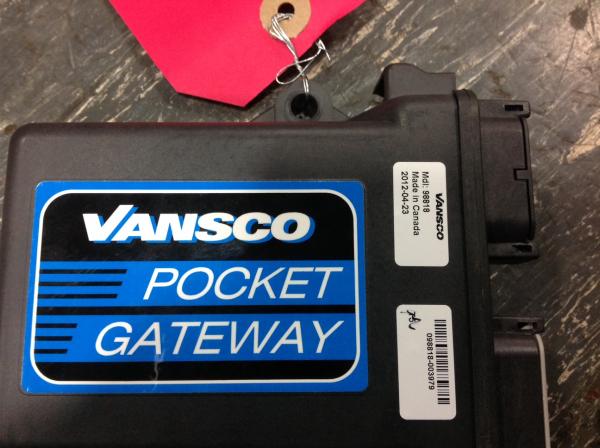 VANSCO
POCKET
GATEWAY
VANSCO
Mdl: 98818
Made in Canada
2012-04-23
098818-003979